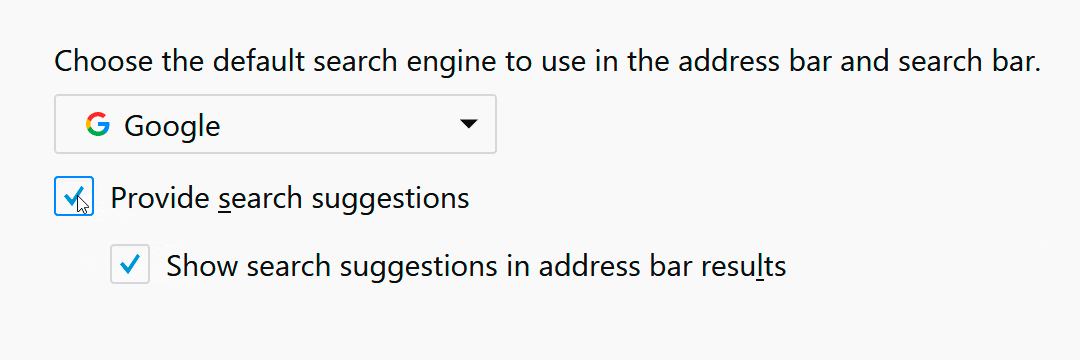 Choose the default search engine to use in the address bar and search bar.
Google
Provide search suggestions
Show search suggestions in address bar results